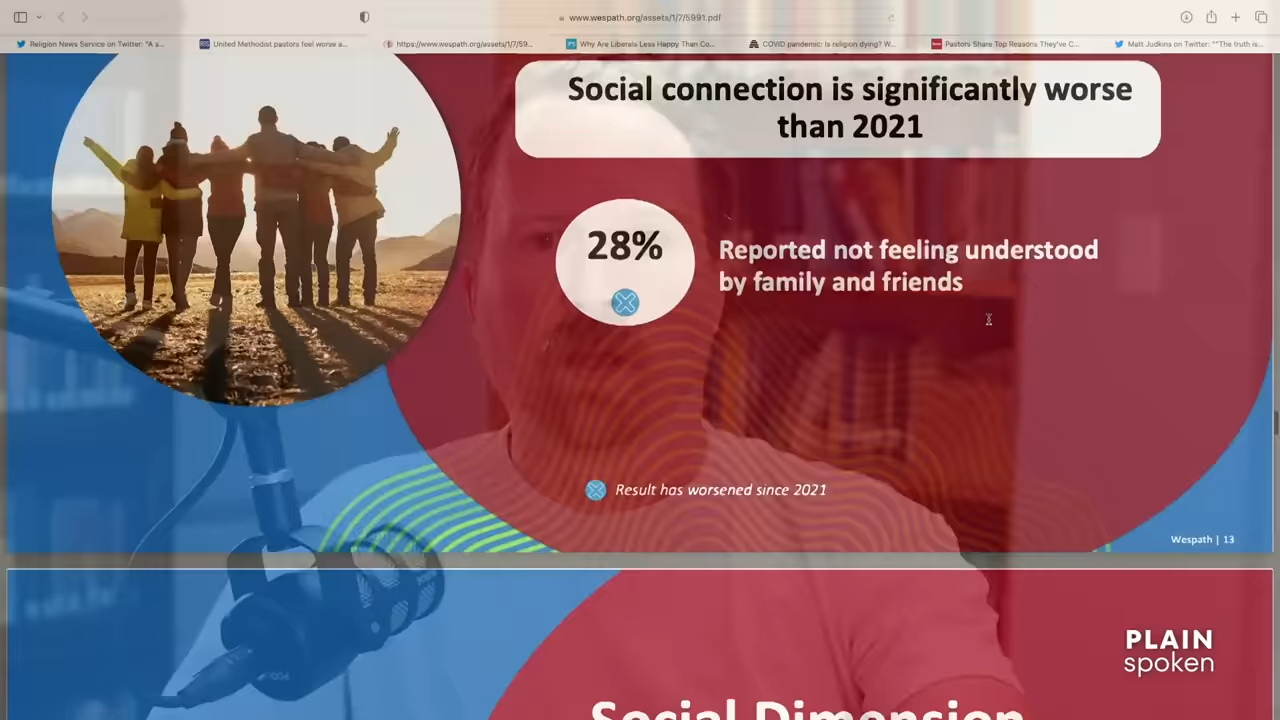 www.wespath.org/assets/1/7/5991.pdf
Religion News Service on Twitter: "A s...
United Methodist pastors feel worse a...
https://www.wespath.org/assets/1/7/59...
Why Are Liberals Less Happy Than Co...
COVID pandemic: Is religion dying? W...
Pastors Share Top Reasons They've C...
Matt Judkins on Twitter: ""The truth is...
Social connection is significantly worse
than 2021
28%
Reported not feeling understood
by family and friends
Result has worsened since 2021
Wespath | 13
PLAIN
spoken
Social Dimension